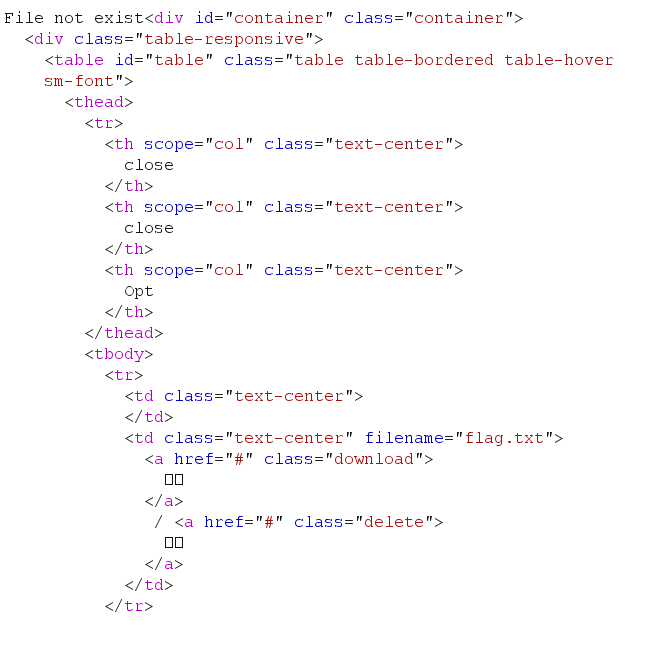 File not exist<div id="container" class="container">
<div class="table-responsive">
<table id="table" class="table table-bordered table-hover
sm-font">
<thead>
<tr>
<th scope="col" class="text-center">
close
</th>
<th scope="col" class="text-center">
close
</th>
<th scope="col" class="text-center">
Opt
</th>
</thead>
<tbody>
<tr>
<td class="text-center">
</td>
<td class="text-center" filename="flag.txt">
<a href="#" class="download">
□□
</a>
/ <a href="#" class="delete">
□□
</a>
</td>
</tr>